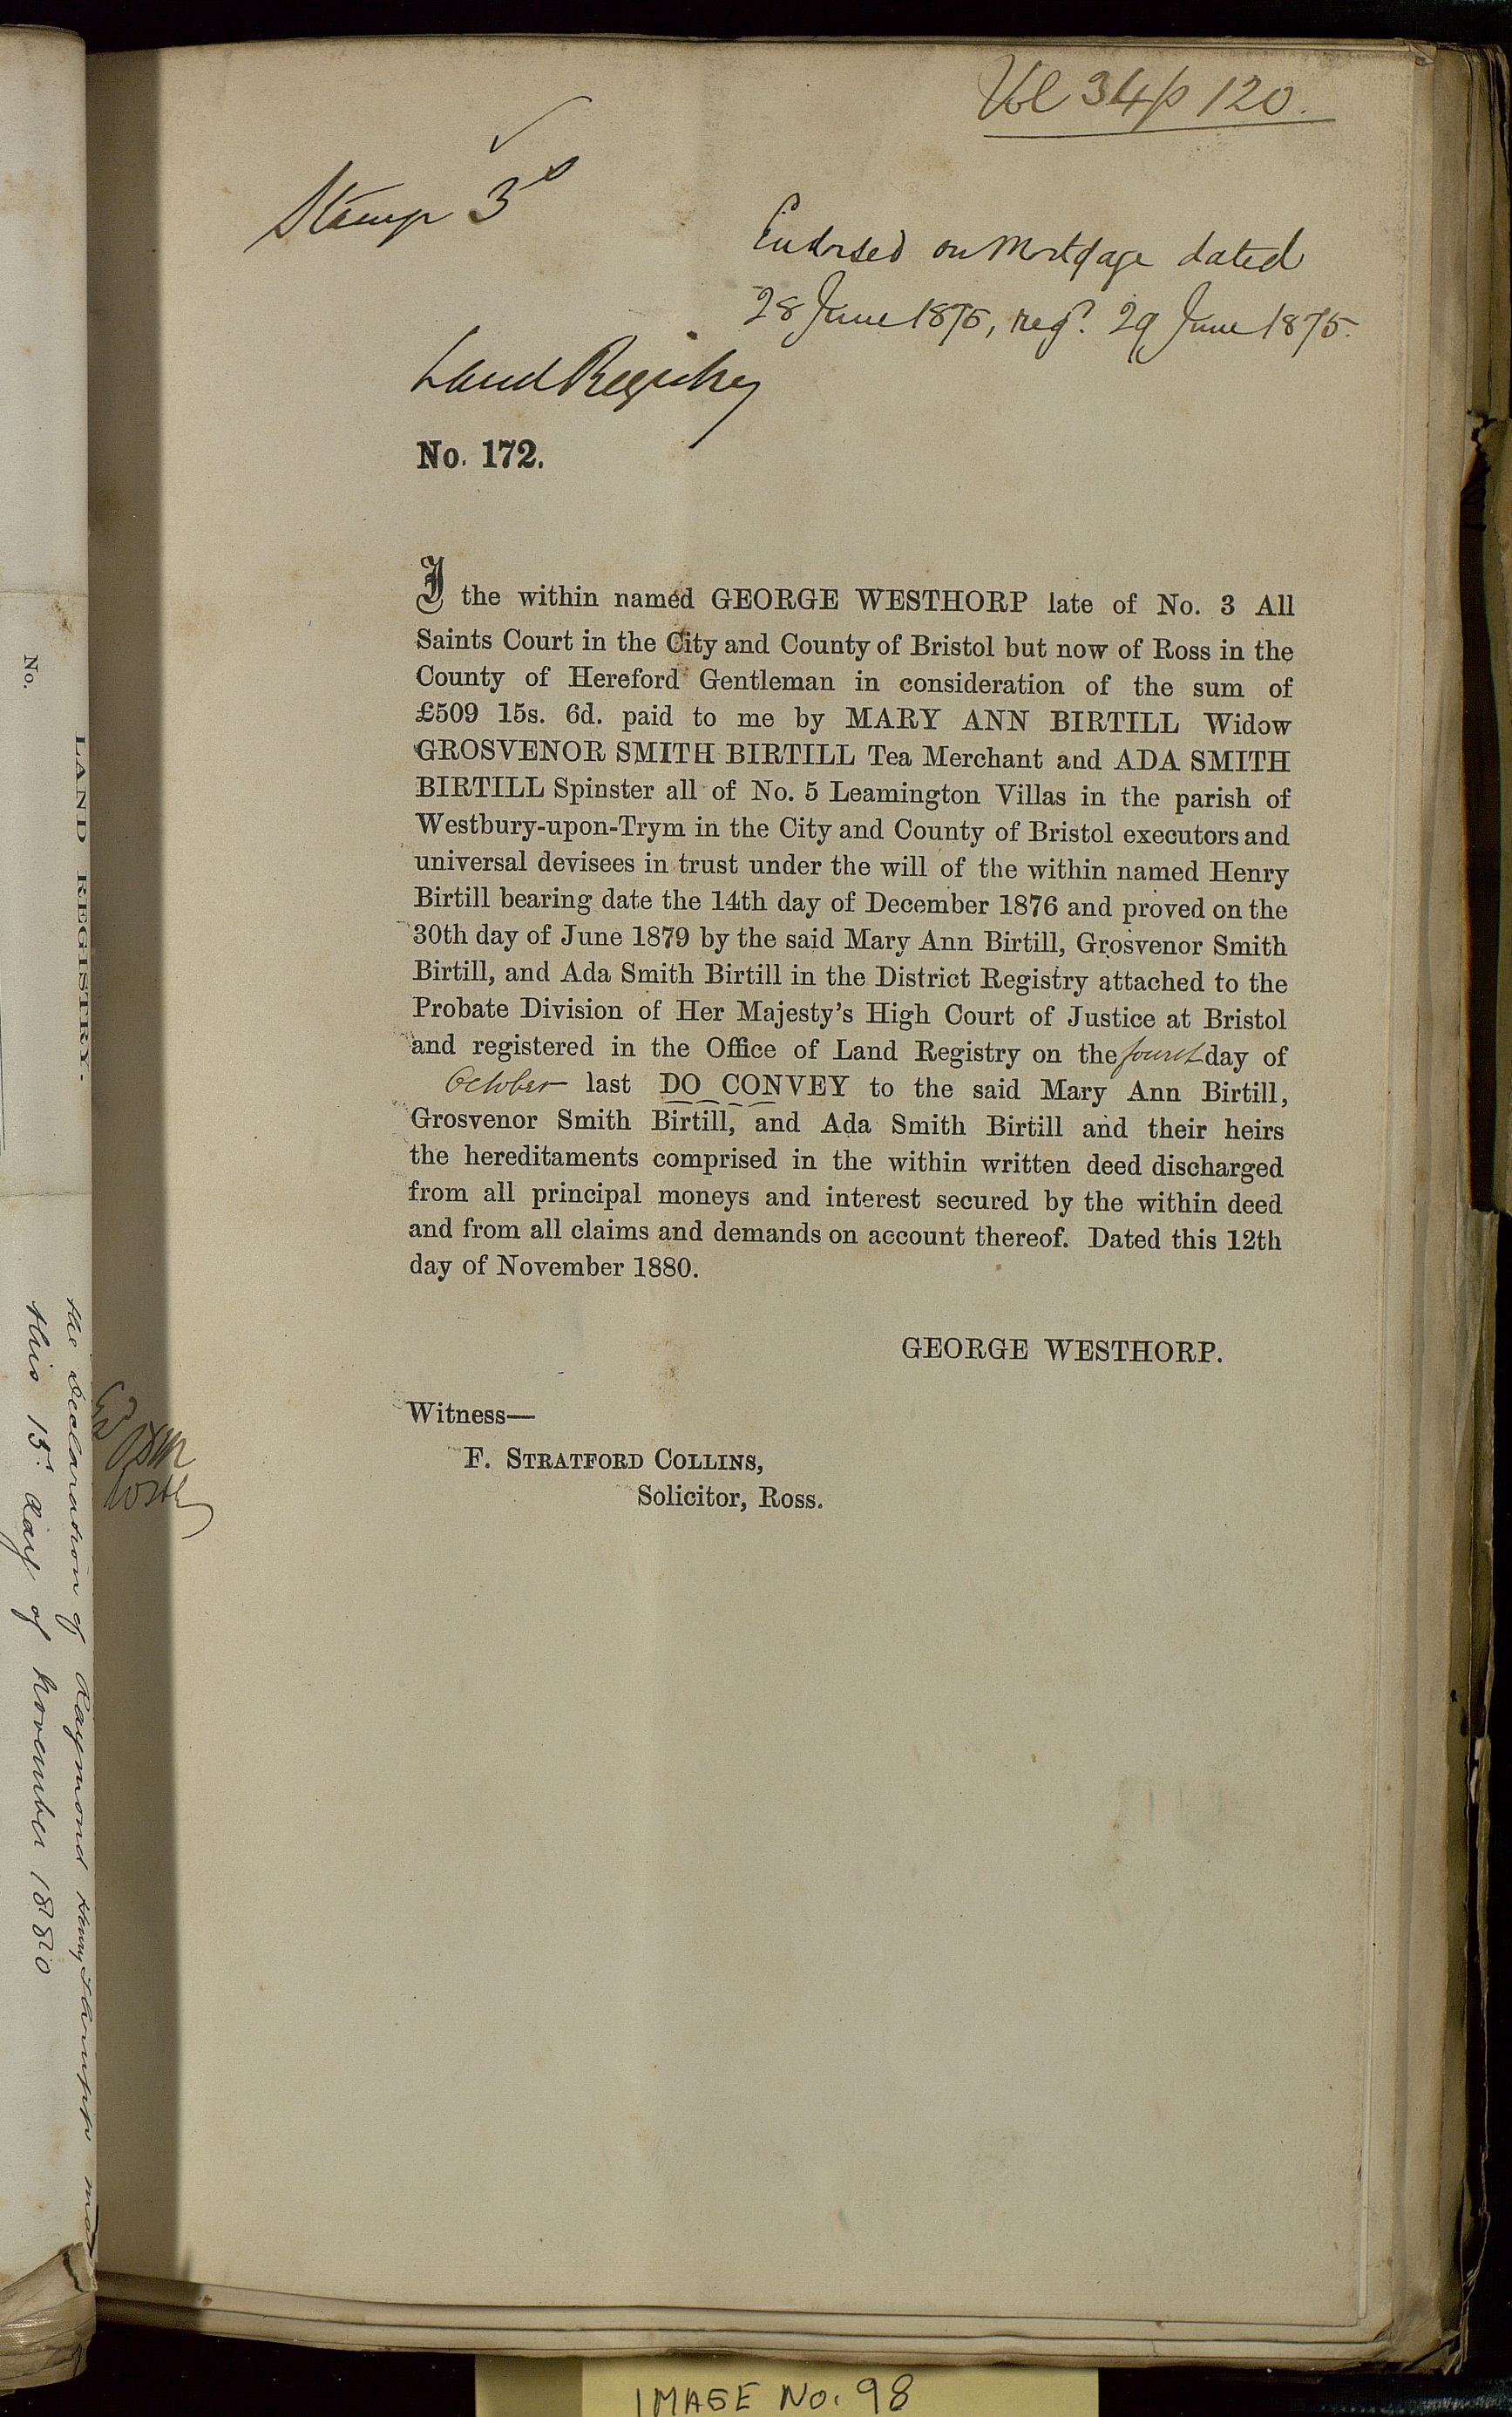 Vol 34 p 120.
Stamp 3s
Endorsed on Mortgage dated
28 June 1875, regd. 29 June 1875.
Land Registry
No. 172.
I the within named GEORGE WESTHORP late of No. 3 All
Saints Court in the City and County of Bristol but now of Ross in the
County of Hereford Gentleman in consideration of the sum of
£509 15s. 6d. paid to me by MARY ANN BIRTILL Widow
GROSVENOR SMITH BIRTILL Tea Merchant and ADA SMITH
BIRTILL Spinster all of No. 5 Leamington Villas in the parish of
Westbury-upon-Trym in the City and County of Bristol executors and
universal devisees in trust under the will of the within named Henry
Birtill bearing date the 14th day of December 1876 and proved on the
30th day of June 1879 by the said Mary Ann Birtill, Grosvenor Smith
Birtill, and Ada Smith Birtill in the District Registry attached to the
Probate Division of Her Majesty's High Court of Justice at Bristol
and registered in the Office of Land Registry on the fourth day of
October last DO CONVEY to the said Mary Ann Birtill,
Grosvenor Smith Birtill, and Ada Smith Birtill and their heirs
the hereditaments comprised in the within written deed discharged
from all principal moneys and interest secured by the within deed
and from all claims and demands on account thereof. Dated this 12th
day of November 1880.
GEORGE WESTHORP.
Witness—
F. STRATFORD COLLINS,
Solicitor, Ross.
No.
LAND REGISTRY.
the declaration of Raymond Henry
this 15th day of November 1880
IMAGE No. 98